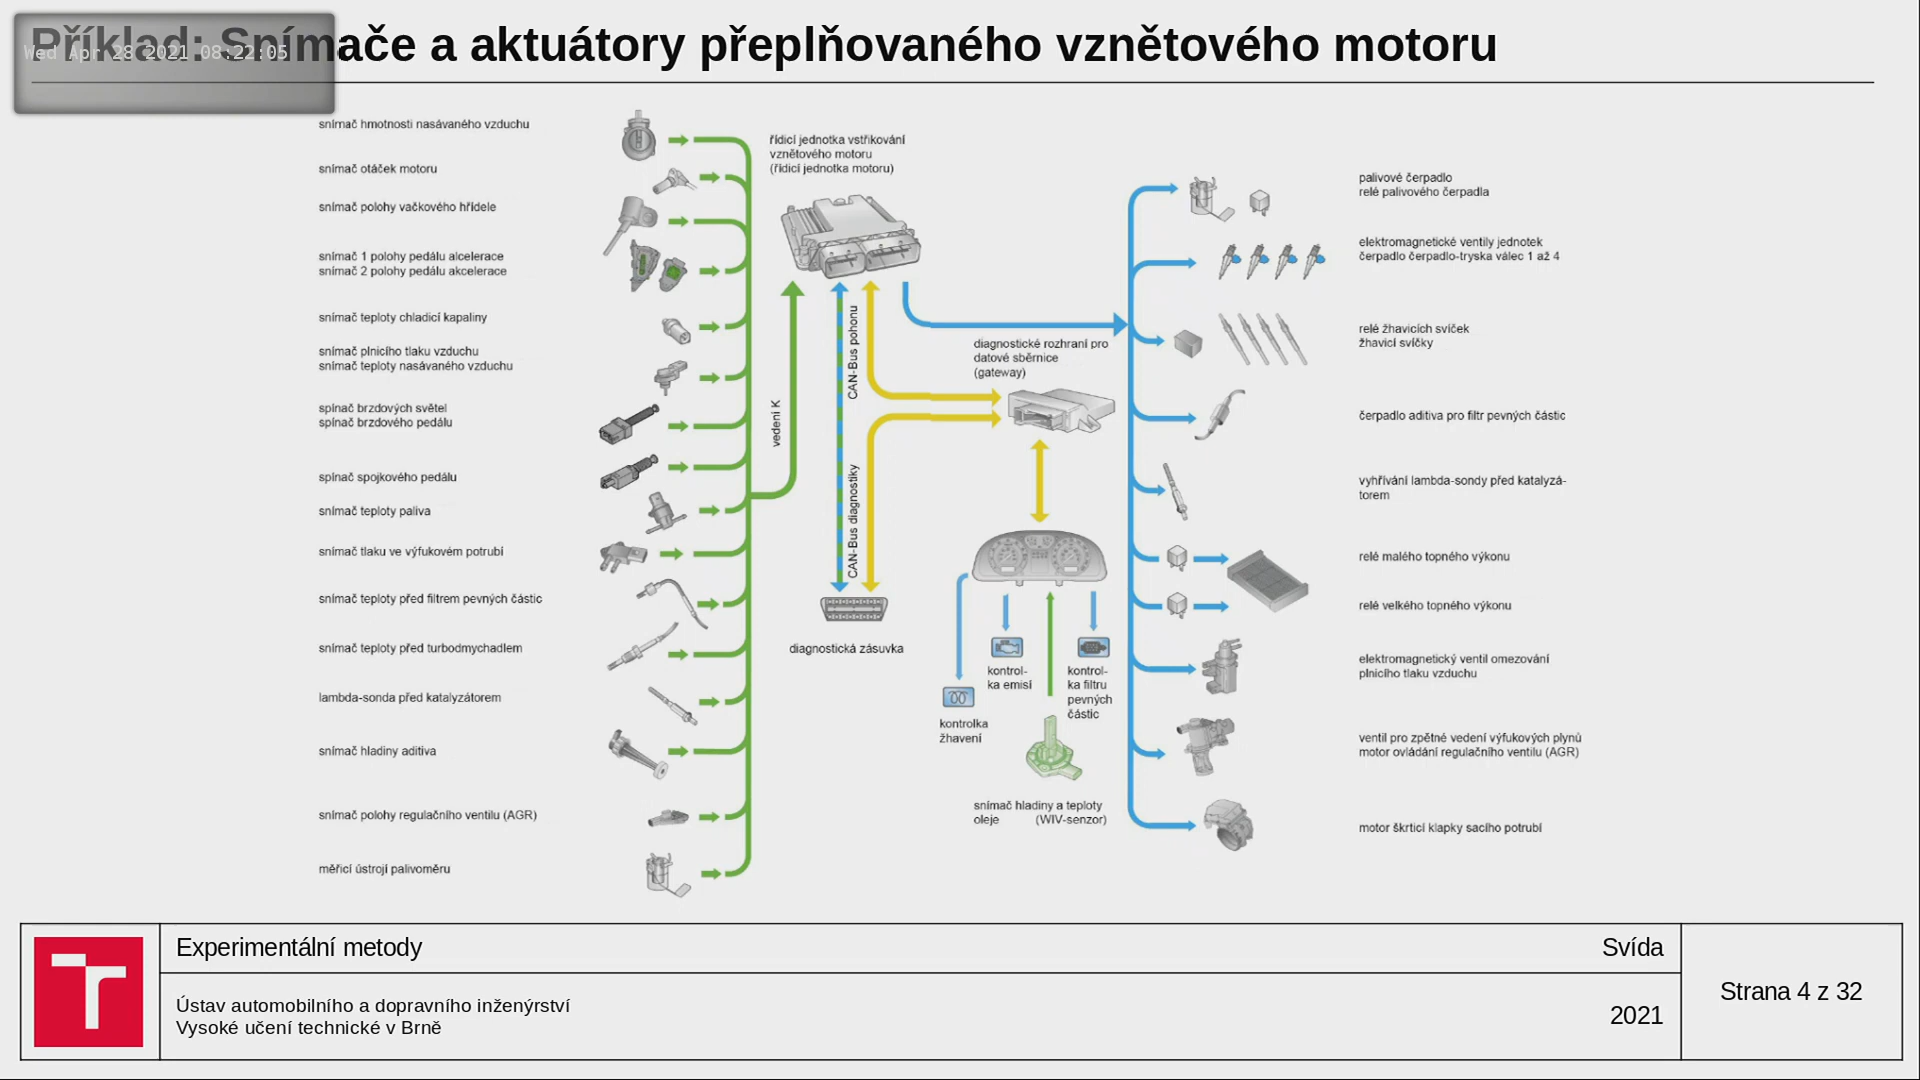 Příklad: Snímače a aktuátory přeplňovaného vznětového motoru
Wed Apr 28 2021 08:22:05
snímač hmotnosti nasávaného vzduchu
snímač otáček motoru
snímač polohy vačkového hřídele
snímač 1 polohy pedálu alcelerace
snímač 2 polohy pedálu akcelerace
snímač teploty chladicí kapaliny
snímač plnicího tlaku vzduchu
snímač teploty nasávaného vzduchu
spínač brzdových světel
spínač brzdového pedálu
spínač spojkového pedálu
snímač teploty paliva
snímač tlaku ve výfukovém potrubí
snímač teploty před filtrem pevných částic
snímač teploty před turbodmychadlem
lambda-sonda před katalyzátorem
snímač hladiny aditiva
snímač polohy regulačního ventilu (AGR)
měřicí ústrojí palivoměru
řídicí jednotka vstřikování
vznětového motoru
(řídicí jednotka motoru)
vedení K
CAN-Bus pohonu
CAN-Bus diagnostiky
diagnostická zásuvka
diagnostické rozhraní pro
datové sběrnice
(gateway)
kontrol-
ka emisí
kontrol-
ka filtru
pevných
částic
kontrolka
žhavení
snímač hladiny a teploty
oleje (WIV-senzor)
palivové čerpadlo
relé palivového čerpadla
elektromagnetické ventily jednotek
čerpadlo čerpadlo-tryska válec 1 až 4
relé žhavicích svíček
žhavicí svíčky
čerpadlo aditiva pro filtr pevných částic
vyhřívání lambda-sondy před katalyzá-
torem
relé malého topného výkonu
relé velkého topného výkonu
elektromagnetický ventil omezování
plnicího tlaku vzduchu
ventil pro zpětné vedení výfukových plynů
motor ovládání regulačního ventilu (AGR)
motor škrticí klapky sacího potrubí
Experimentální metody
Svída
Ústav automobilního a dopravního inženýrství
Vysoké učení technické v Brně
2021
Strana 4 z 32